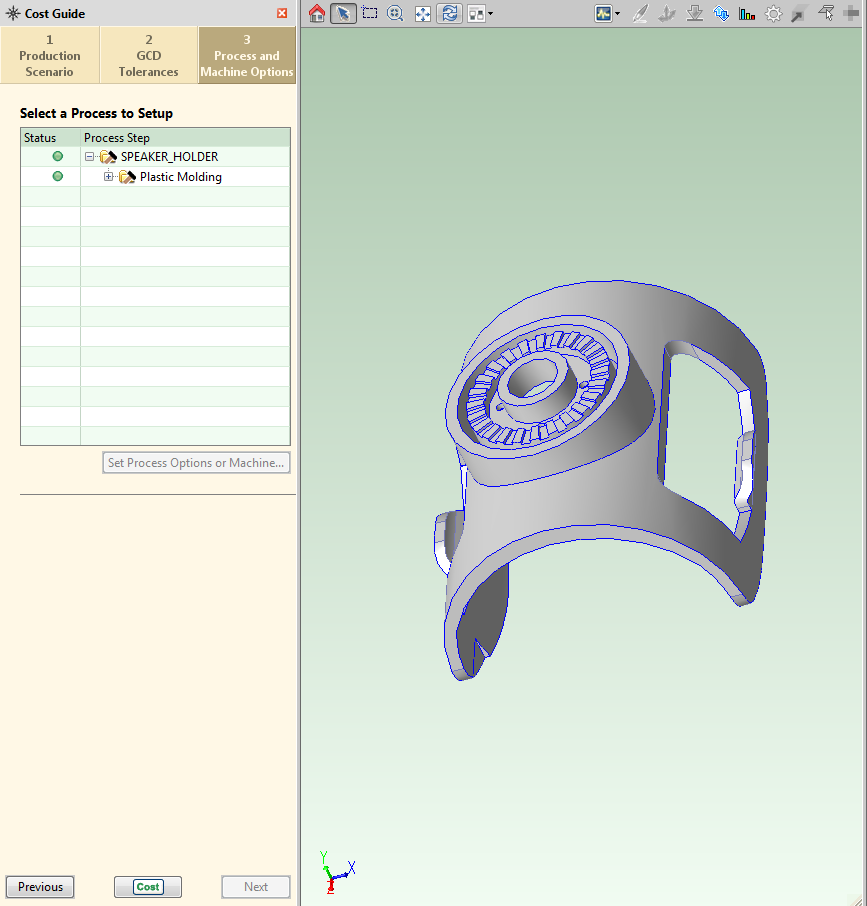 Cost Guide
1
Production
Scenario
2
GCD
Tolerances
3
Process and
Machine Options
Select a Process to Setup
Status
Process Step
SPEAKER_HOLDER
Plastic Molding
Set Process Options or Machine...
Y
X
Z
Previous
Cost
Next